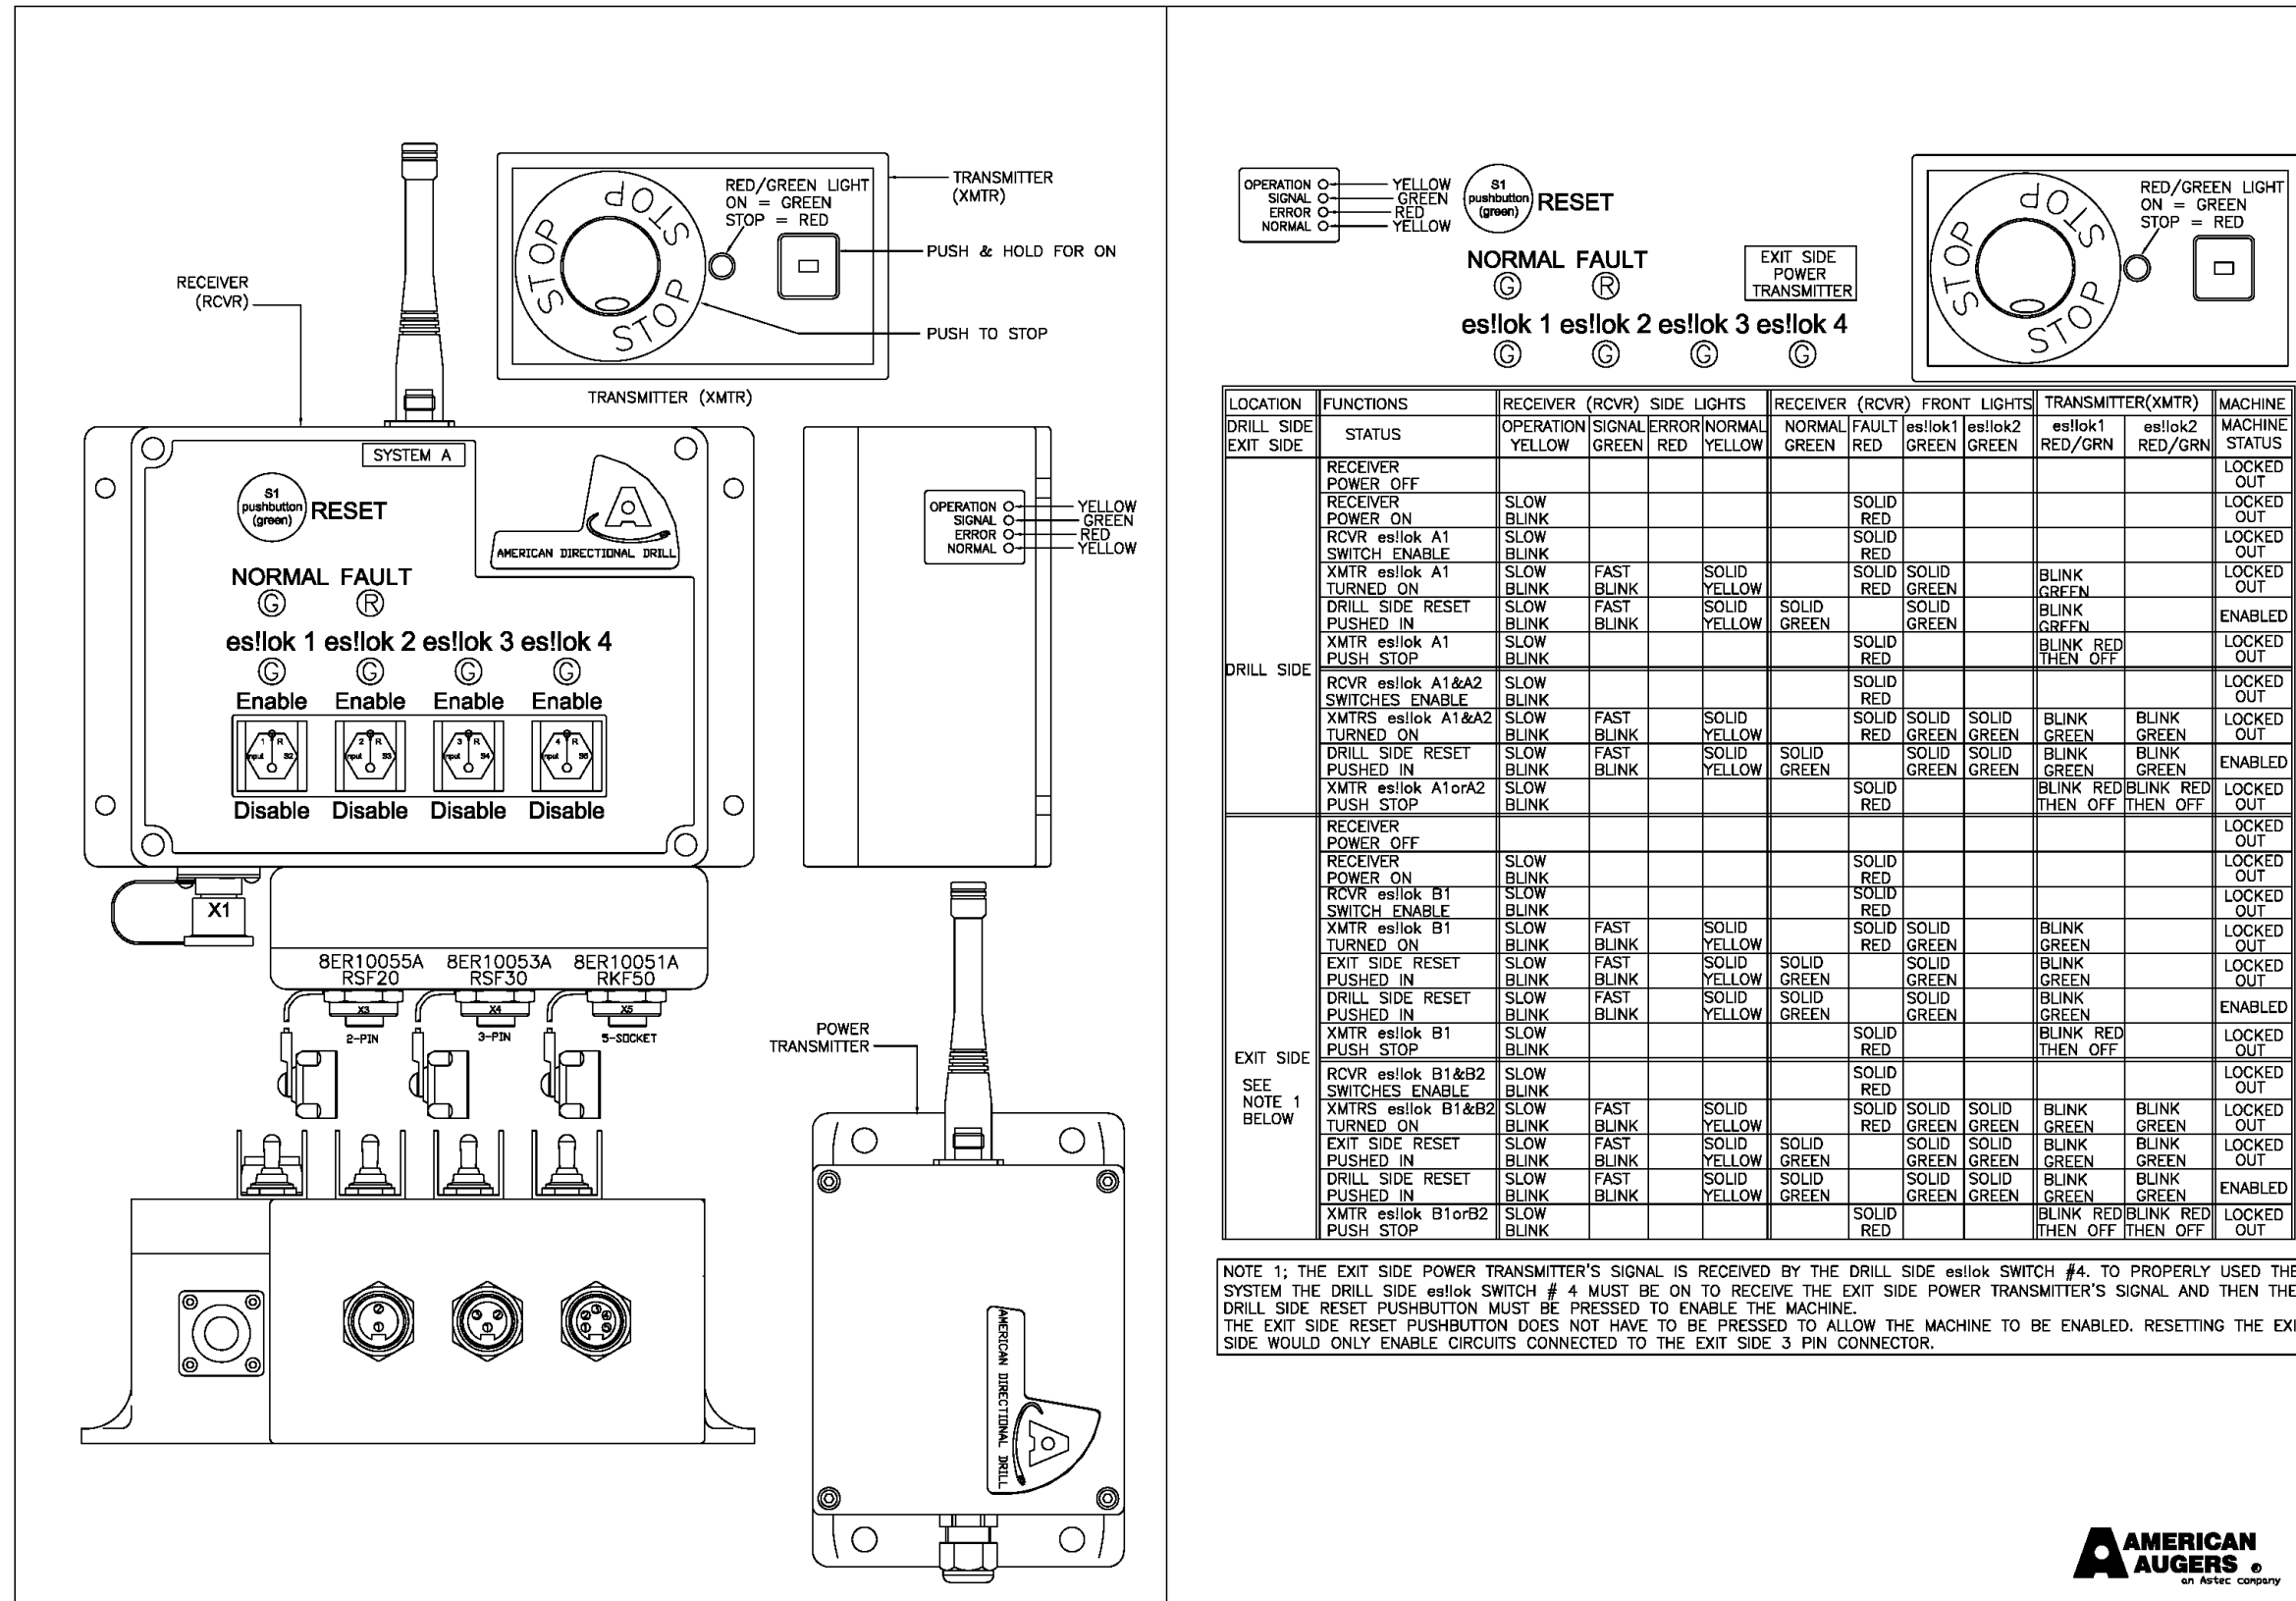 RECEIVER
(RCVR)
RED/GREEN LIGHT
ON = GREEN
STOP = RED
STOP
STOP
STOP
STOP
TRANSMITTER
(XMTR)
PUSH & HOLD FOR ON
PUSH TO STOP
TRANSMITTER (XMTR)
SYSTEM A
S1
pushbutton
(green)
RESET
AMERICAN DIRECTIONAL DRILL
NORMAL FAULT
G R
es!lok 1 es!lok 2 es!lok 3 es!lok 4
G G G G
Enable Enable Enable Enable
1 R 2 R 3 R 4 R
Input S2 Input S3 Input S4 Input S5
Disable Disable Disable Disable
OPERATION YELLOW
SIGNAL GREEN
ERROR RED
NORMAL YELLOW
X1
8ER10055A 8ER10053A 8ER10051A
RSF20 RSF30 RKF50
X3 X4 X5
2-PIN 3-PIN 5-SOCKET
2 1
3 2 1
3 2 4 1 5
POWER
TRANSMITTER
AMERICAN DIRECTIONAL DRILL
OPERATION YELLOW
SIGNAL GREEN
ERROR RED
NORMAL YELLOW
S1
pushbutton
(green)
RESET
NORMAL FAULT
G R
es!lok 1 es!lok 2 es!lok 3 es!lok 4
G G G G
EXIT SIDE
POWER
TRANSMITTER
STOP
STOP
STOP
STOP
RED/GREEN LIGHT
ON = GREEN
STOP = RED
LOCATION FUNCTIONS RECEIVER (RCVR) SIDE LIGHTS RECEIVER (RCVR) FRONT LIGHTS TRANSMITTER(XMTR) MACHINE
DRILL SIDE STATUS OPERATION SIGNAL ERROR NORMAL NORMAL FAULT es!lok1 es!lok2 es!lok1 es!lok2 MACHINE
EXIT SIDE YELLOW GREEN RED YELLOW GREEN RED GREEN GREEN RED/GRN RED/GRN STATUS
DRILL SIDE
RECEIVER LOCKED
POWER OFF OUT
RECEIVER SLOW SOLID LOCKED
POWER ON BLINK RED OUT
RCVR es!lok A1 SLOW SOLID LOCKED
SWITCH ENABLE BLINK RED OUT
XMTR es!lok A1 SLOW FAST SOLID SOLID SOLID BLINK LOCKED
TURNED ON BLINK BLINK YELLOW RED GREEN GREEN OUT
DRILL SIDE RESET SLOW FAST SOLID SOLID SOLID BLINK ENABLED
PUSHED IN BLINK BLINK YELLOW GREEN GREEN GREEN
XMTR es!lok A1 SLOW SOLID BLINK RED LOCKED
PUSH STOP BLINK RED THEN OFF OUT
RCVR es!lok A1&A2 SLOW SOLID LOCKED
SWITCHES ENABLE BLINK RED OUT
XMTRS es!lok A1&A2 SLOW FAST SOLID SOLID SOLID SOLID BLINK BLINK LOCKED
TURNED ON BLINK BLINK YELLOW RED GREEN GREEN GREEN GREEN OUT
DRILL SIDE RESET SLOW FAST SOLID SOLID SOLID SOLID BLINK BLINK ENABLED
PUSHED IN BLINK BLINK YELLOW GREEN GREEN GREEN GREEN GREEN
XMTR es!lok A1orA2 SLOW SOLID BLINK RED BLINK RED LOCKED
PUSH STOP BLINK RED THEN OFF THEN OFF OUT
EXIT SIDE
SEE
NOTE 1
BELOW
RECEIVER LOCKED
POWER OFF OUT
RECEIVER SLOW SOLID LOCKED
POWER ON BLINK RED OUT
RCVR es!lok B1 SLOW SOLID LOCKED
SWITCH ENABLE BLINK RED OUT
XMTR es!lok B1 SLOW FAST SOLID SOLID SOLID BLINK LOCKED
TURNED ON BLINK BLINK YELLOW RED GREEN GREEN OUT
EXIT SIDE RESET SLOW FAST SOLID SOLID SOLID BLINK LOCKED
PUSHED IN BLINK BLINK YELLOW GREEN GREEN GREEN OUT
DRILL SIDE RESET SLOW FAST SOLID SOLID SOLID BLINK ENABLED
PUSHED IN BLINK BLINK YELLOW GREEN GREEN GREEN
XMTR es!lok B1 SLOW SOLID BLINK RED LOCKED
PUSH STOP BLINK RED THEN OFF OUT
RCVR es!lok B1&B2 SLOW SOLID LOCKED
SWITCHES ENABLE BLINK RED OUT
XMTRS es!lok B1&B2 SLOW FAST SOLID SOLID SOLID SOLID BLINK BLINK LOCKED
TURNED ON BLINK BLINK YELLOW RED GREEN GREEN GREEN GREEN OUT
EXIT SIDE RESET SLOW FAST SOLID SOLID SOLID SOLID BLINK BLINK LOCKED
PUSHED IN BLINK BLINK YELLOW GREEN GREEN GREEN GREEN GREEN OUT
DRILL SIDE RESET SLOW FAST SOLID SOLID SOLID SOLID BLINK BLINK ENABLED
PUSHED IN BLINK BLINK YELLOW GREEN GREEN GREEN GREEN GREEN
XMTR es!lok B1orB2 SLOW SOLID BLINK RED BLINK RED LOCKED
PUSH STOP BLINK RED THEN OFF THEN OFF OUT
NOTE 1; THE EXIT SIDE POWER TRANSMITTER'S SIGNAL IS RECEIVED BY THE DRILL SIDE es!lok SWITCH #4. TO PROPERLY USED THE
SYSTEM THE DRILL SIDE es!lok SWITCH # 4 MUST BE ON TO RECEIVE THE EXIT SIDE POWER TRANSMITTER'S SIGNAL AND THEN THE
DRILL SIDE RESET PUSHBUTTON MUST BE PRESSED TO ENABLE THE MACHINE.
THE EXIT SIDE RESET PUSHBUTTON DOES NOT HAVE TO BE PRESSED TO ALLOW THE MACHINE TO BE ENABLED. RESETTING THE EXI
SIDE WOULD ONLY ENABLE CIRCUITS CONNECTED TO THE EXIT SIDE 3 PIN CONNECTOR.
AMERICAN
AUGERS ®
an Astec company